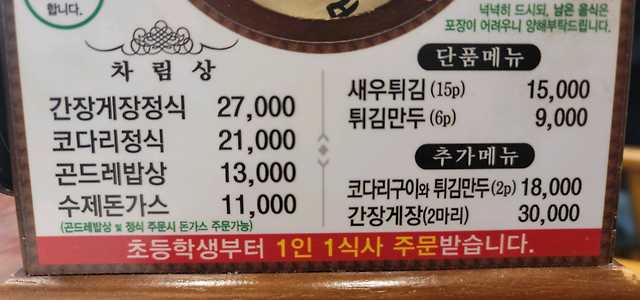 합니다.
넉넉히 드시되, 남은 음식은
포장이 어려우니 양해부탁드립니다.
차 림 상
간장게장정식 27,000
코다리정식 21,000
곤드레밥상 13,000
수제돈가스 11,000
(곤드레밥상 및 정식 주문시 돈가스 주문가능)
단품메뉴
새우튀김 (15p) 15,000
튀김만두 (6p) 9,000
추가메뉴
코다리구이와 튀김만두(2p) 18,000
간장게장(2마리) 30,000
초등학생부터 1인 1식사 주문받습니다.